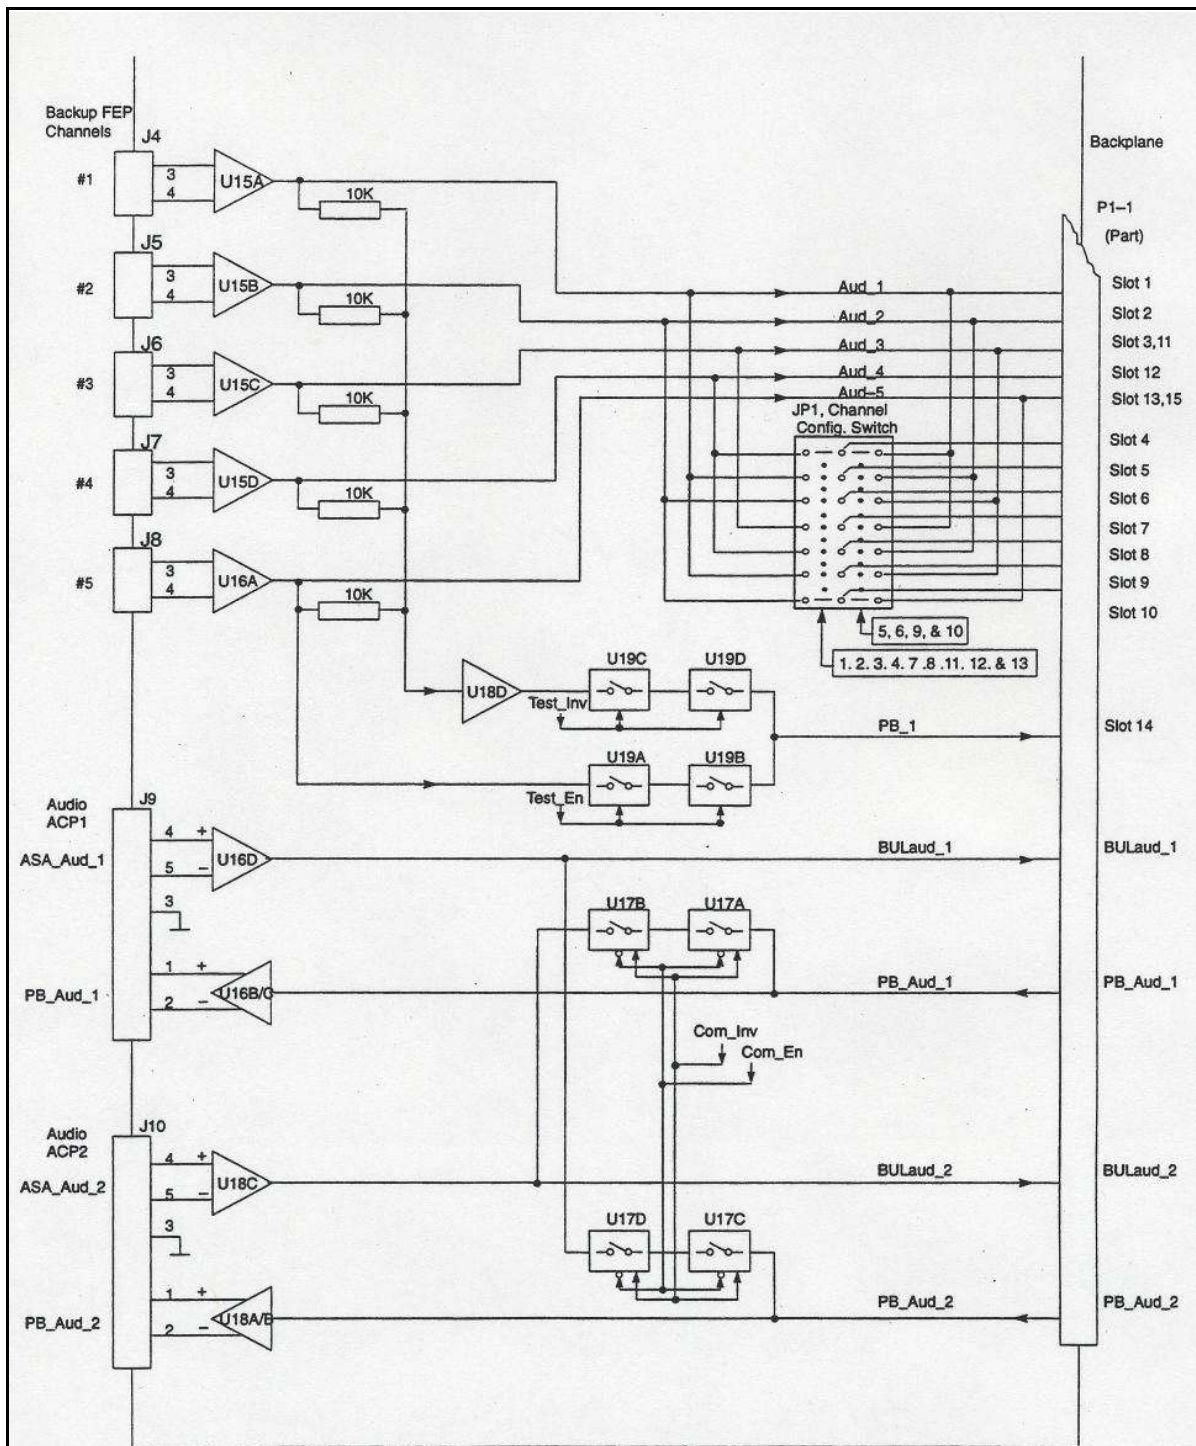 Backup FEP
Channels
J4
#1
3
4
U15A
10K
J5
#2
3
4
U15B
10K
J6
#3
3
4
U15C
10K
J7
#4
3
4
U15D
10K
J8
#5
3
4
U16A
10K
Backplane
P1–1
(Part)
Aud_1
Slot 1
Aud_2
Slot 2
Aud_3
Slot 3,11
Aud_4
Slot 12
Aud–5
Slot 13,15
JP1, Channel
Config. Switch
Slot 4
Slot 5
Slot 6
Slot 7
Slot 8
Slot 9
Slot 10
5, 6, 9, & 10
1. 2. 3. 4. 7 .8 .11. 12. & 13
U18D
U19C
U19D
Test_Inv
PB_1
Slot 14
U19A
U19B
Test_En
Audio
ACP1
J9
ASA_Aud_1
4
+
5
–
U16D
BULaud_1
BULaud_1
3
U17B
U17A
PB_Aud_1
1
+
2
–
U16B/C
PB_Aud_1
PB_Aud_1
Com_Inv
Com_En
Audio
ACP2
J10
ASA_Aud_2
4
+
5
–
U18C
BULaud_2
BULaud_2
3
U17D
U17C
PB_Aud_2
1
+
2
–
U18A/B
PB_Aud_2
PB_Aud_2